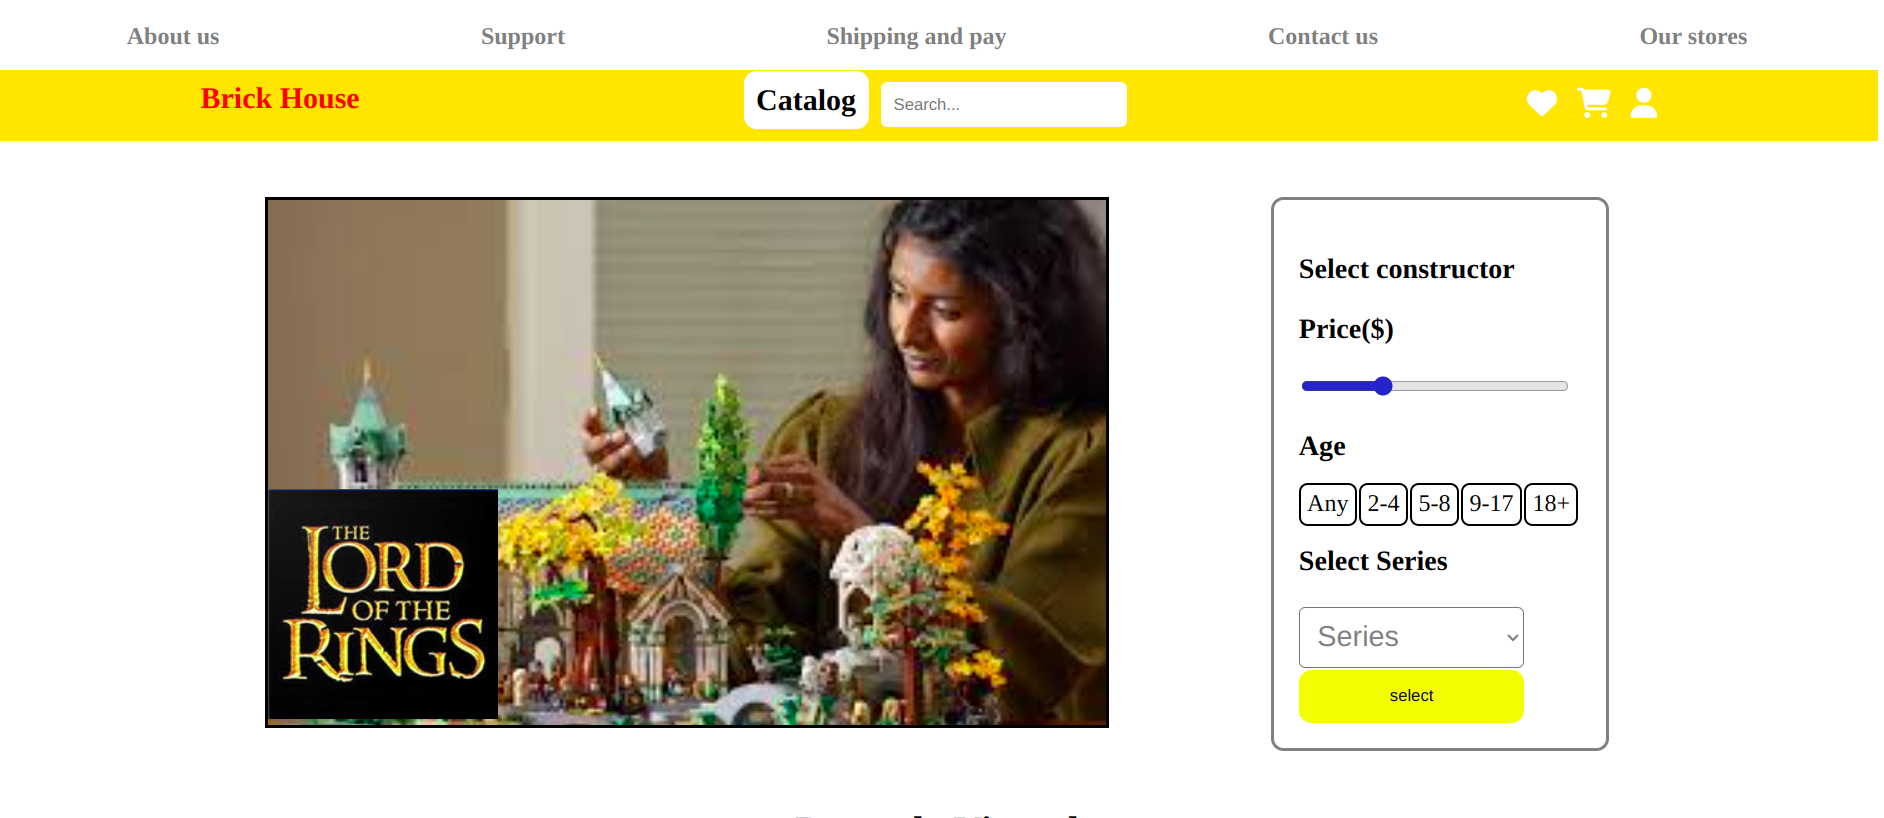 About us Support Shipping and pay Contact us Our stores
Brick House Catalog Search...
Select constructor
Price($)
Age
Any 2-4 5-8 9-17 18+
Select Series
Series
select
THE
LORD
OF THE
RINGS